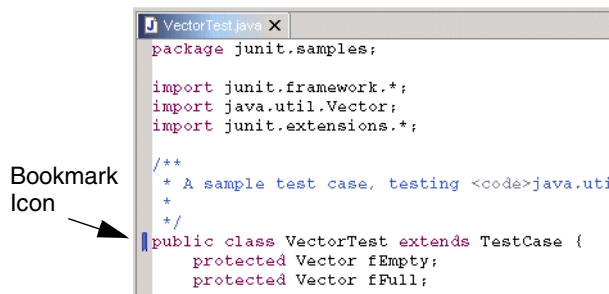 VectorTest.java
package junit.samples;
import junit.framework.*;
import java.util.Vector;
import junit.extensions.*;
/**
* A sample test case, testing <code>java.uti
*
*/
public class VectorTest extends TestCase {
protected Vector fEmpty;
protected Vector fFull;
Bookmark
Icon